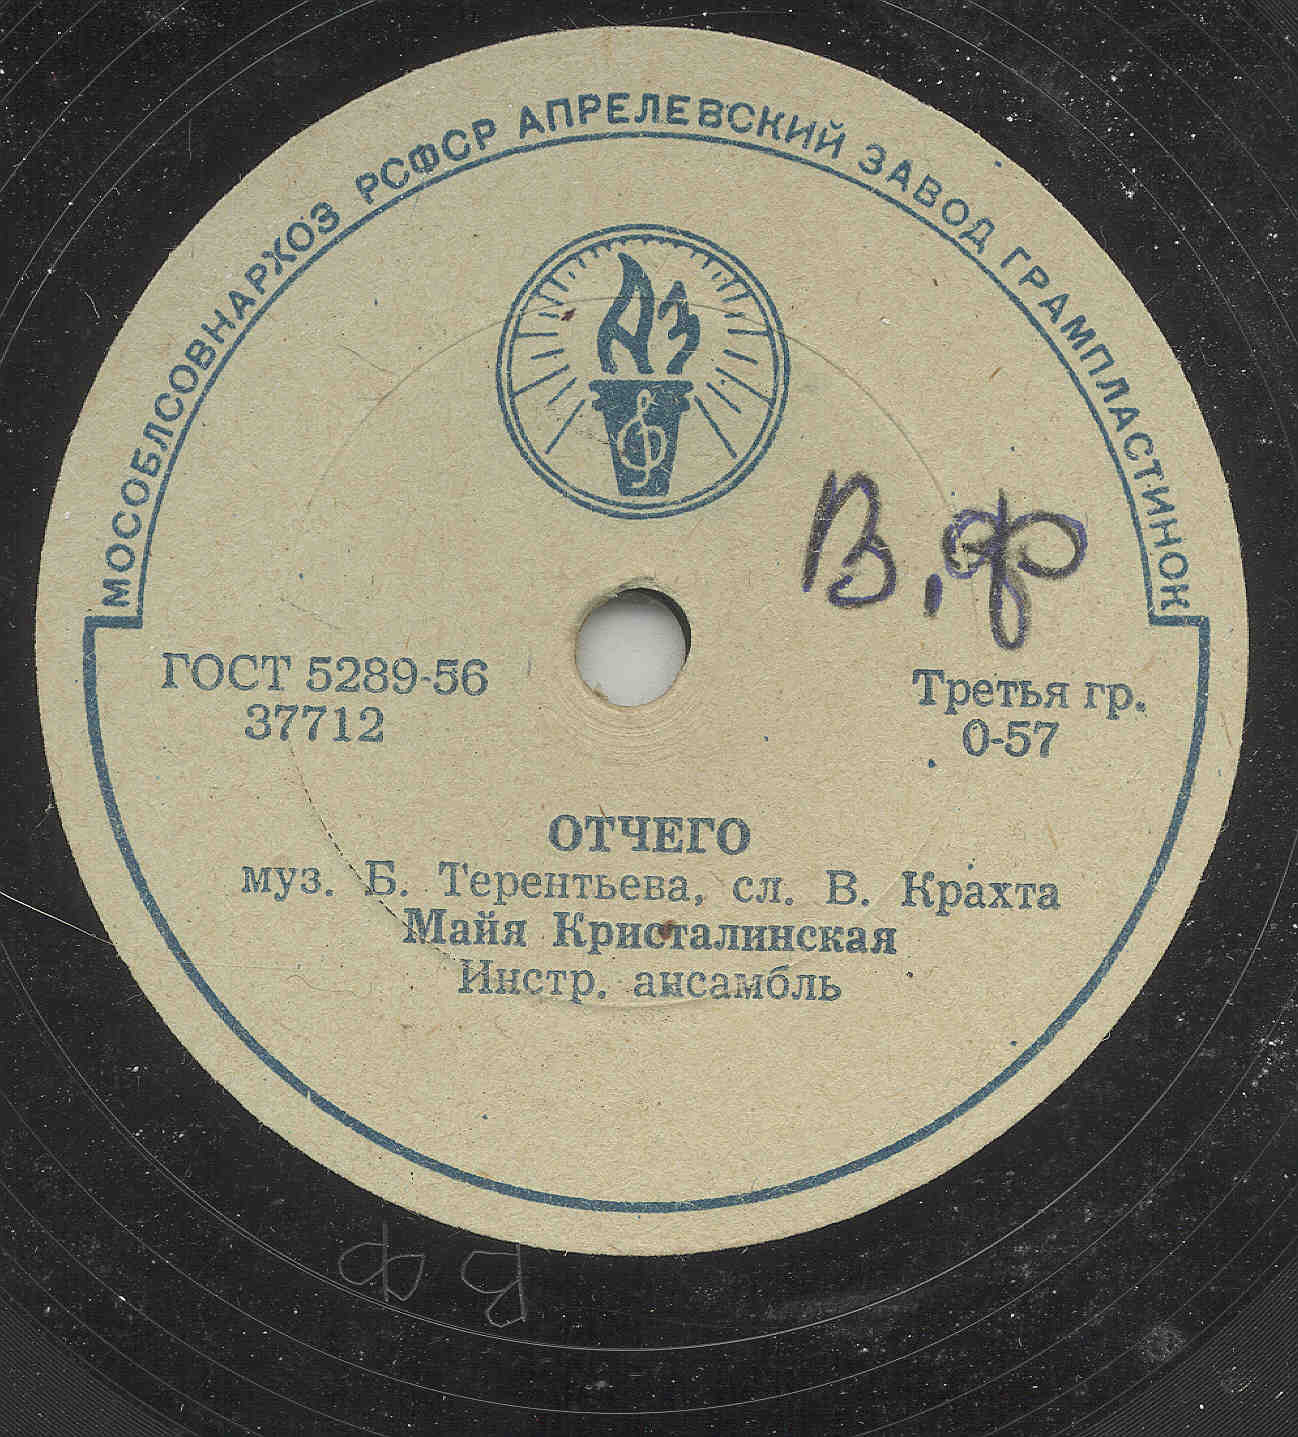 МОСОБЛСОВНАРХОЗ РСФСР АПРЕЛЕВСКИЙ ЗАВОД ГРАМПЛАСТИНОК
АЗ
В.ф
ГОСТ 5289-56
37712
Третья гр.
0-57
ОТЧЕГО
муз. Б. Терентьева, сл. В. Крахта
Майя Кристалинская
Инстр. ансамбль